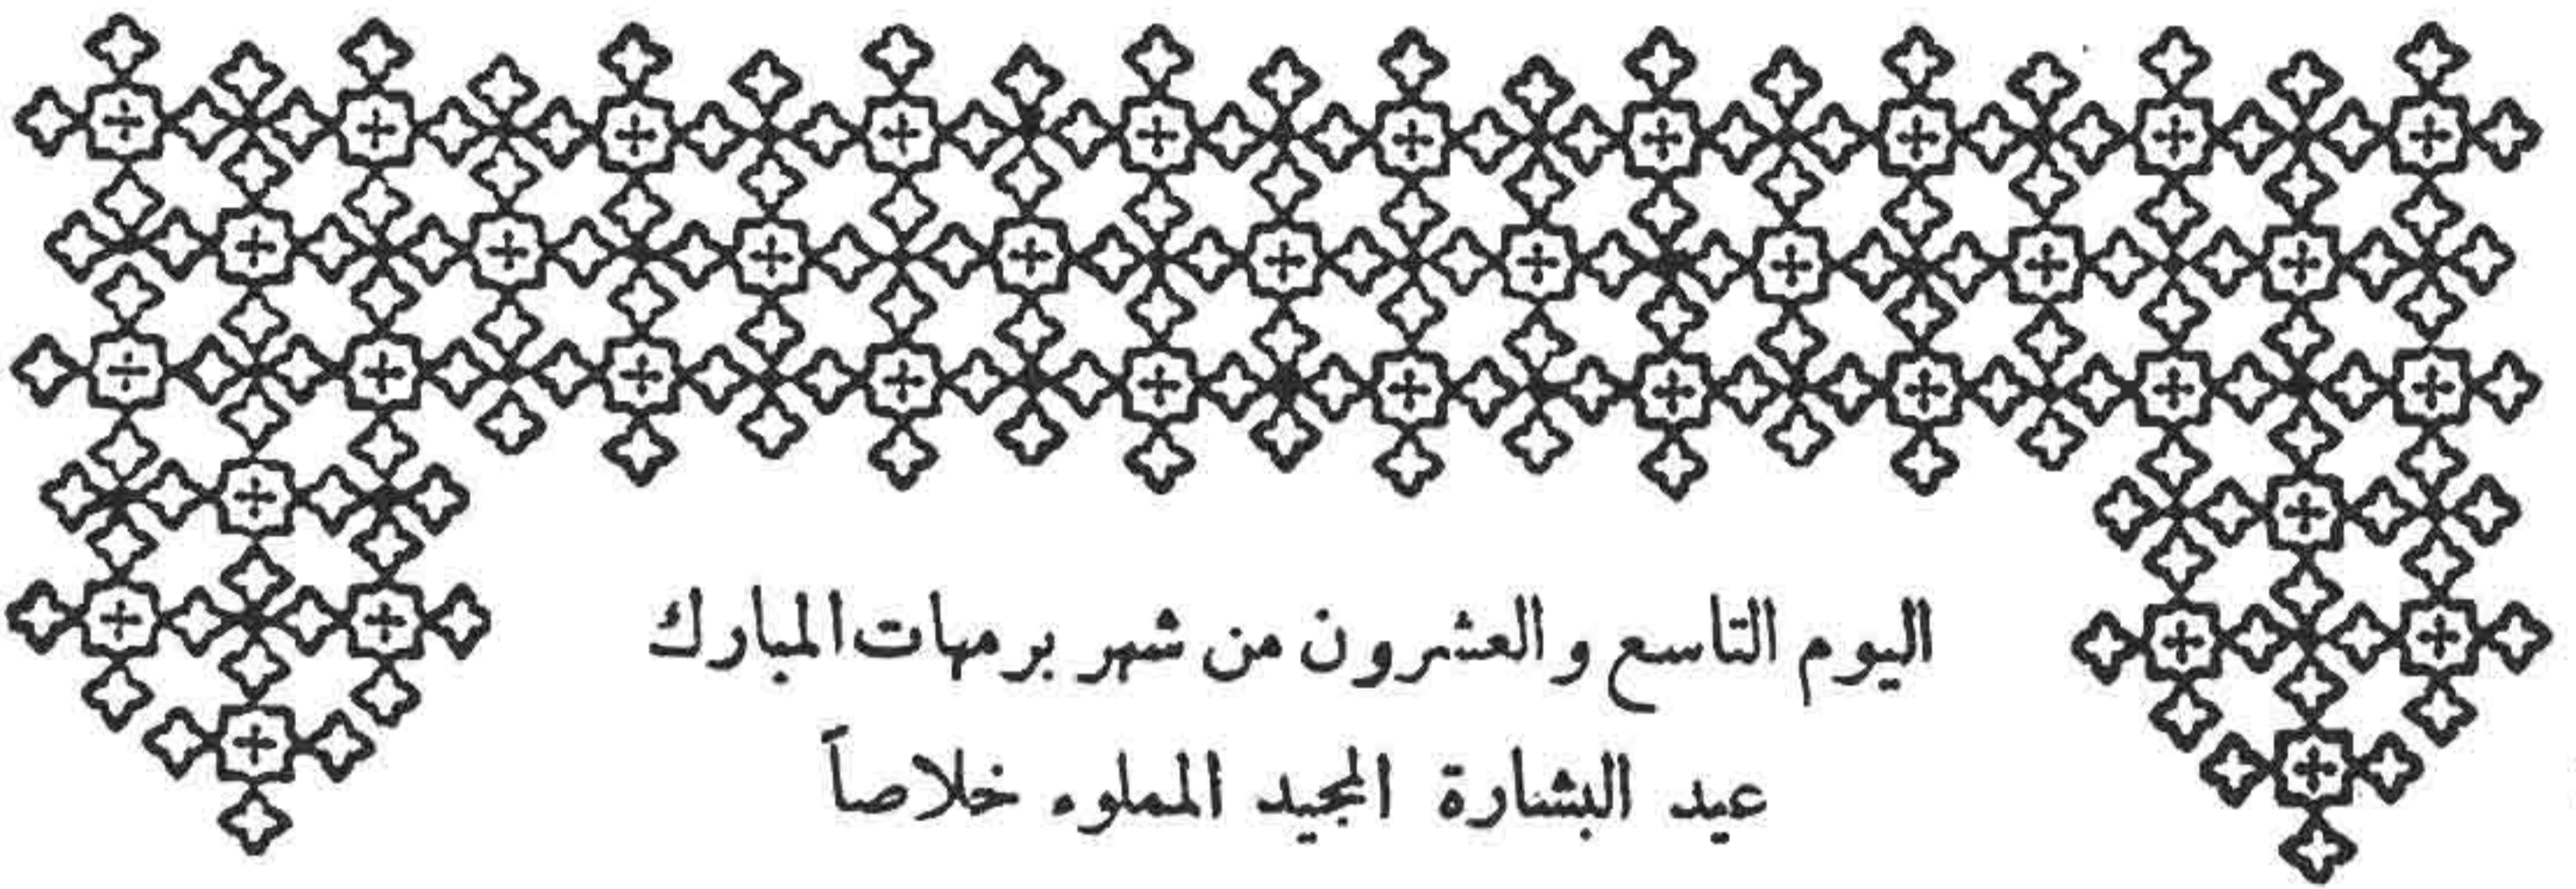 اليوم التاسع والعشرون من شهر برمهات المبارك
عيد البشارة المجيد المملوء خلاصاً